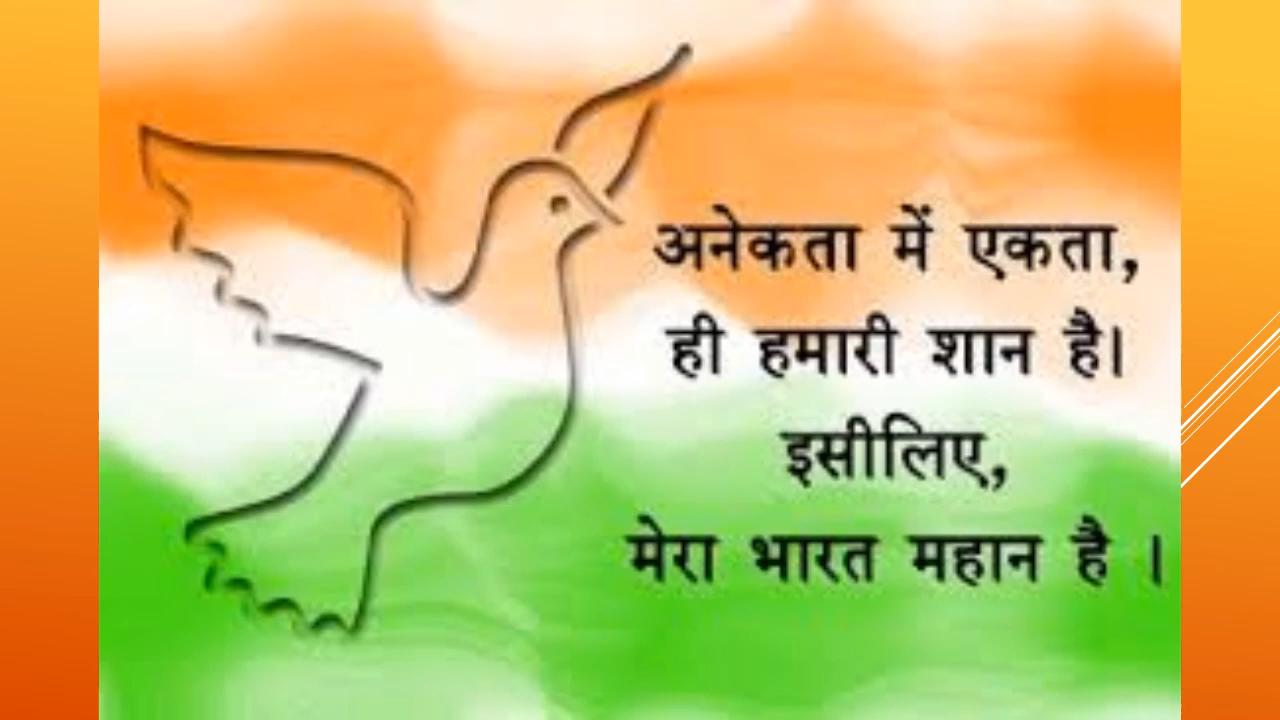 अनेकता में एकता,
ही हमारी शान है।
इसीलिए,
मेरा भारत महान है ।